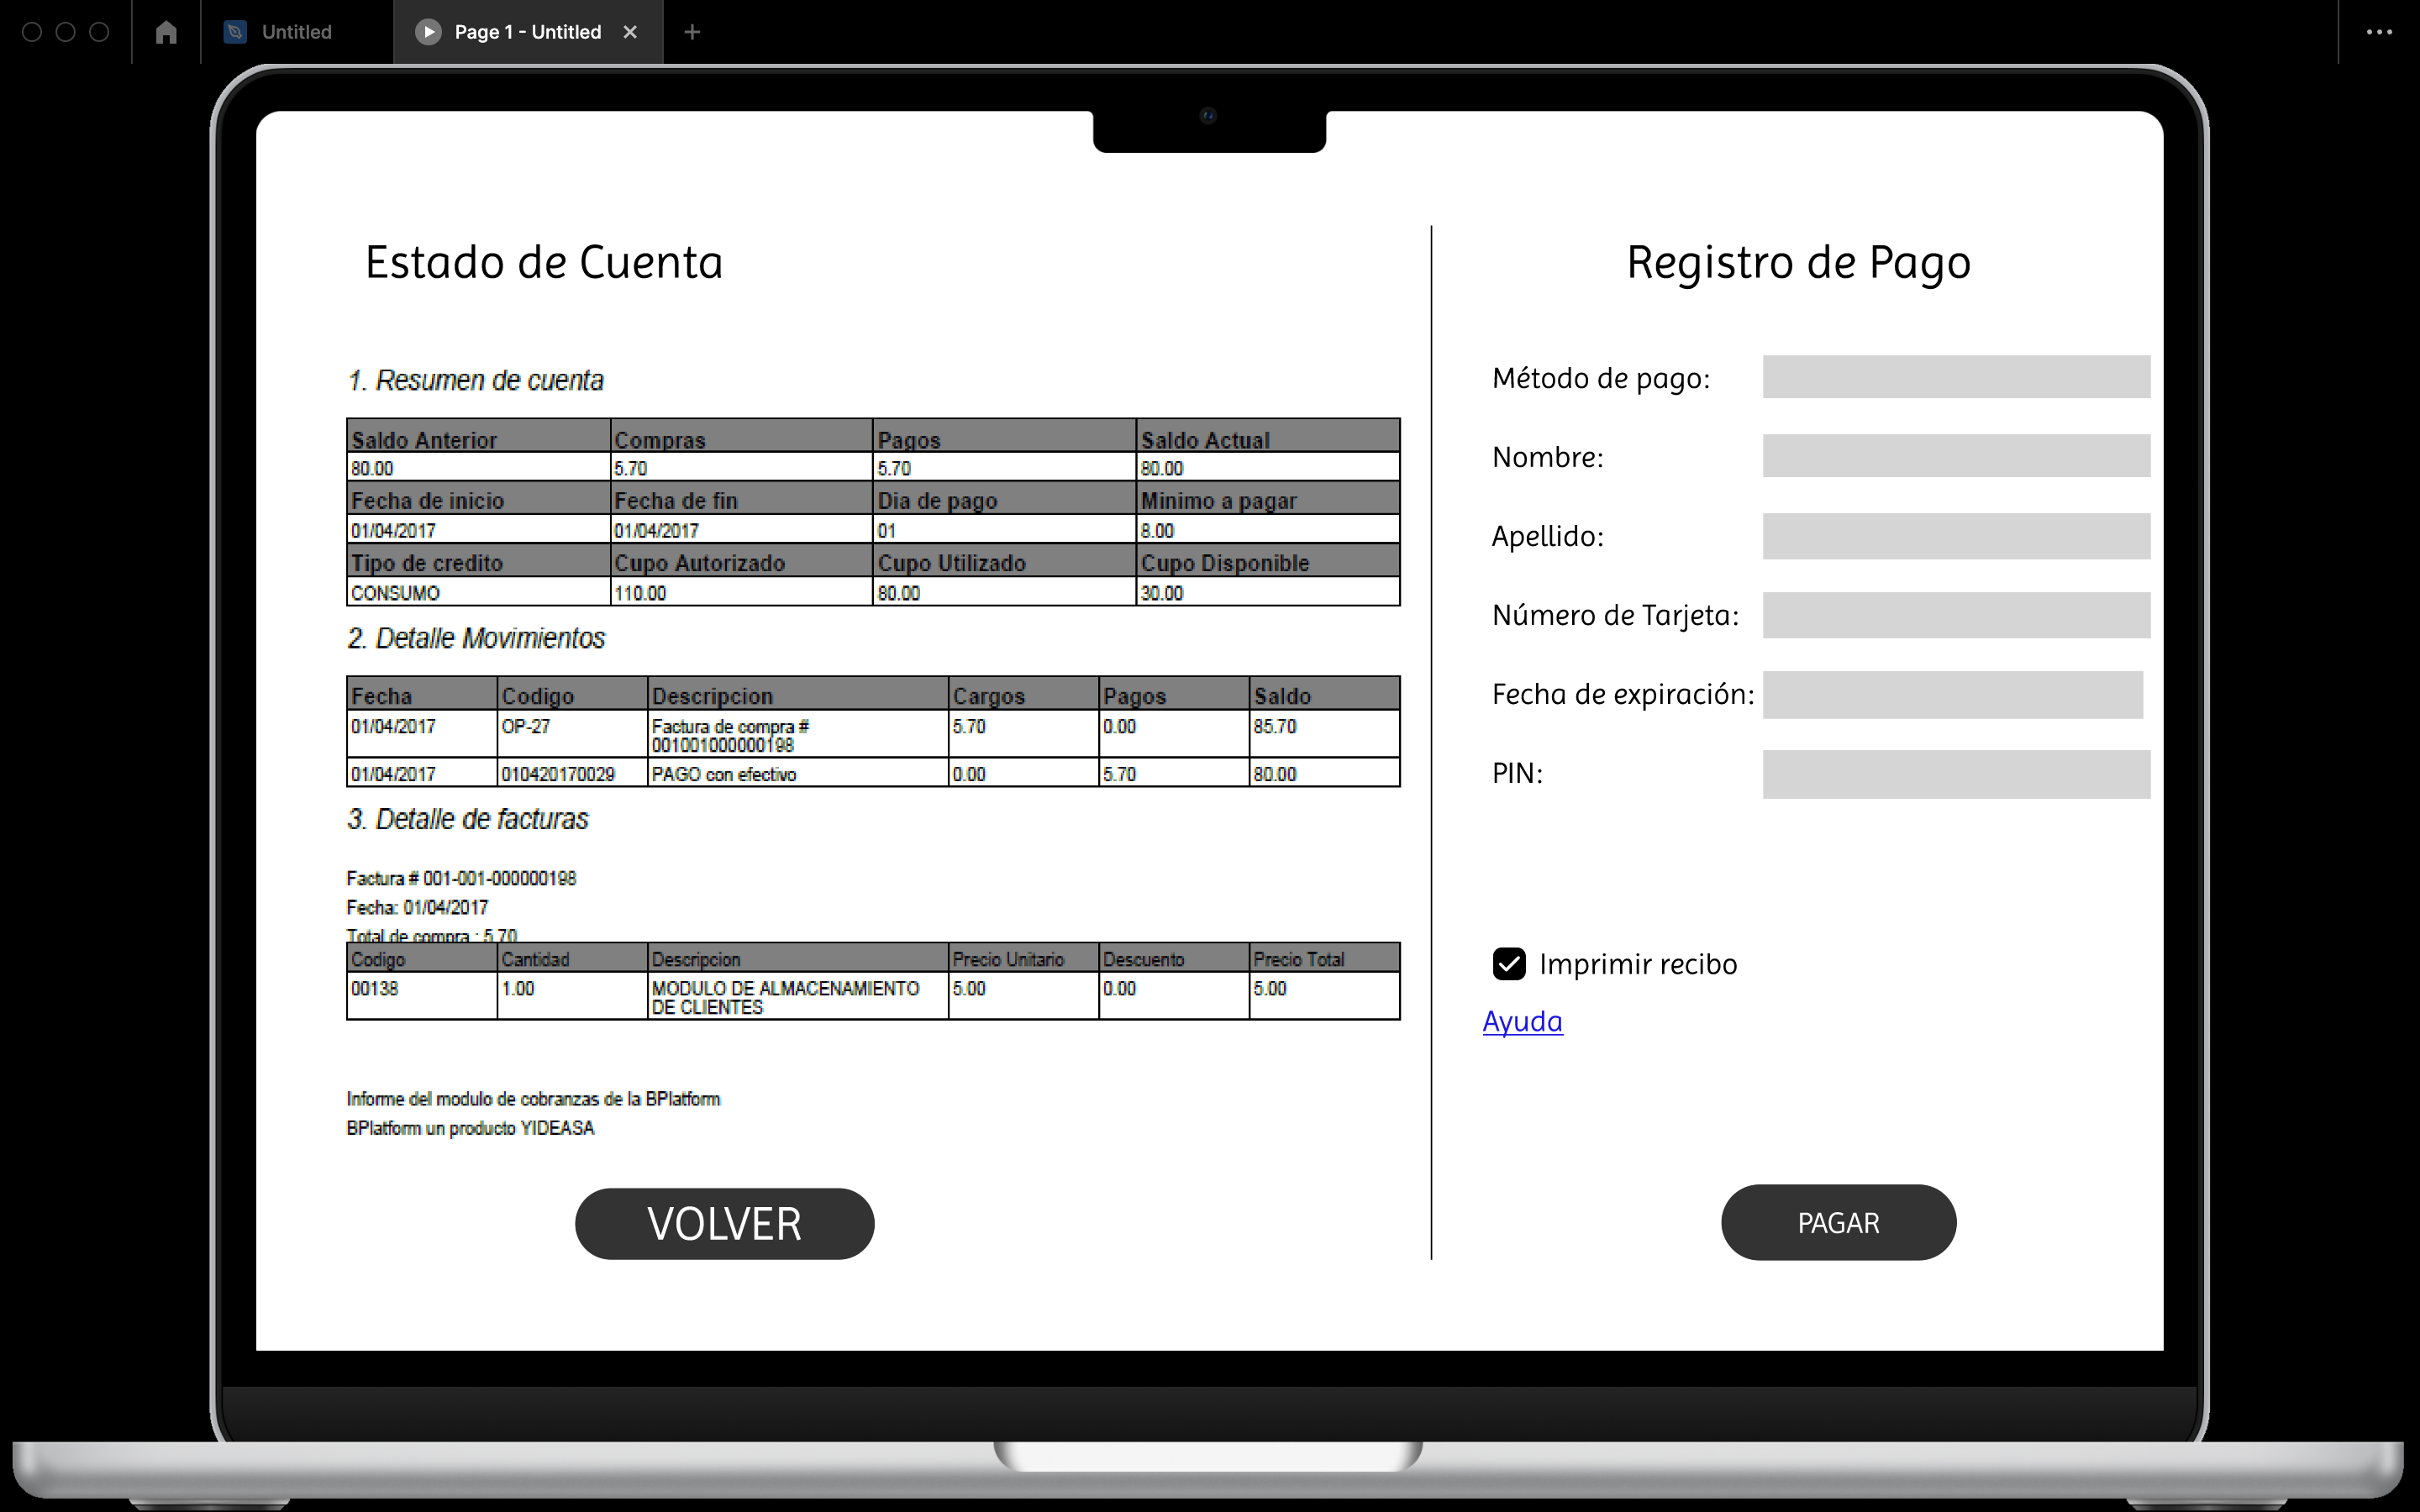 Untitled
Page 1 - Untitled
Estado de Cuenta
1. Resumen de cuenta
Saldo Anterior Compras Pagos Saldo Actual
80.00 5.70 5.70 80.00
Fecha de inicio Fecha de fin Dia de pago Minimo a pagar
01/04/2017 01/04/2017 01 8.00
Tipo de credito Cupo Autorizado Cupo Utilizado Cupo Disponible
CONSUMO 110.00 80.00 30.00
2. Detalle Movimientos
Fecha Codigo Descripcion Cargos Pagos Saldo
01/04/2017 OP-27 Factura de compra # 5.70 0.00 85.70
001001000000198
01/04/2017 010420170029 PAGO con efectivo 0.00 5.70 80.00
3. Detalle de facturas
Factura # 001-001-000000198
Fecha: 01/04/2017
Total de compra : 5.70
Codigo Cantidad Descripcion Precio Unitario Descuento Precio Total
00138 1.00 MODULO DE ALMACENAMIENTO 5.00 0.00 5.00
DE CLIENTES
Informe del modulo de cobranzas de la BPlatform
BPlatform un producto YIDEASA
VOLVER
Registro de Pago
Método de pago:
Nombre:
Apellido:
Número de Tarjeta:
Fecha de expiración:
PIN:
Imprimir recibo
Ayuda
PAGAR